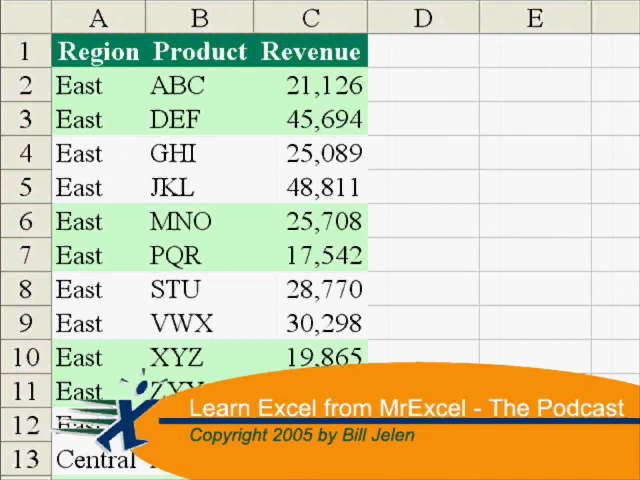 A B C D E
1 Region Product Revenue
2 East ABC 21,126
3 East DEF 45,694
4 East GHI 25,089
5 East JKL 48,811
6 East MNO 25,708
7 East PQR 17,542
8 East STU 28,770
9 East VWX 30,298
10 East XYZ 19,865
11 East
12 East
13 Central
Learn Excel from MrExcel - The Podcast
Copyright 2005 by Bill Jelen